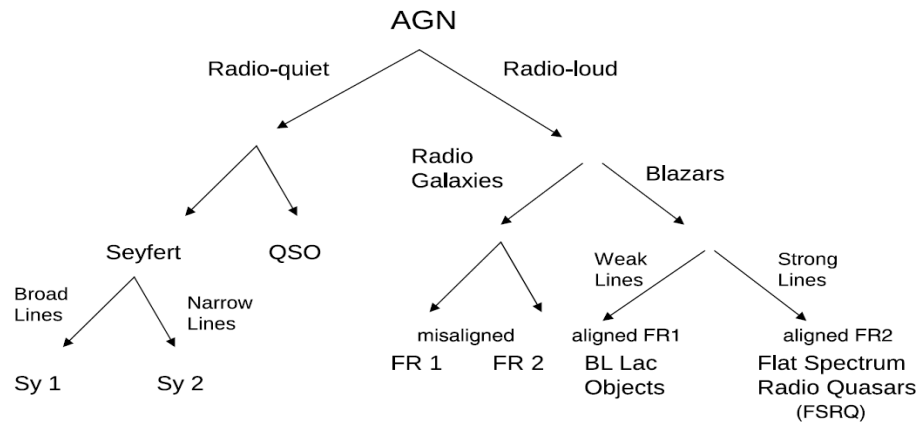 AGN
Radio-quiet
Radio-loud
Radio
Galaxies
Blazars
Seyfert
QSO
Weak
Lines
Strong
Lines
Broad
Lines
Narrow
Lines
misaligned
aligned FR1
aligned FR2
Sy 1
Sy 2
FR 1
FR 2
BL Lac
Objects
Flat Spectrum
Radio Quasars
(FSRQ)